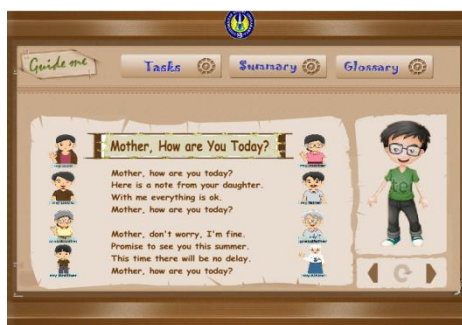 Guide me
Tasks
Summary
Glossary
Mother, How are You Today?
Mother, how are you today?
Here is a note from your daughter.
With me everything is ok.
Mother, how are you today?
Mother, don't worry, I'm fine.
Promise to see you this summer.
This time there will be no delay.
Mother, how are you today?